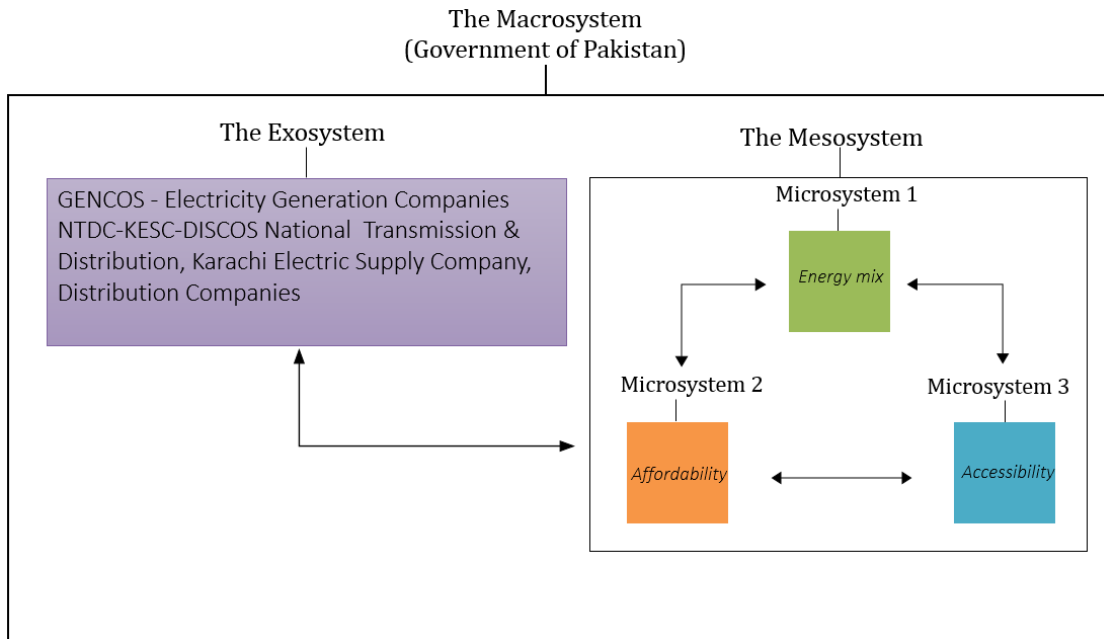 The Macrosystem
(Government of Pakistan)
The Exosystem
GENCOS - Electricity Generation Companies
NTDC-KESC-DISCOS National Transmission &
Distribution, Karachi Electric Supply Company,
Distribution Companies
The Mesosystem
Microsystem 1
Energy mix
Microsystem 2
Affordability
Microsystem 3
Accessibility